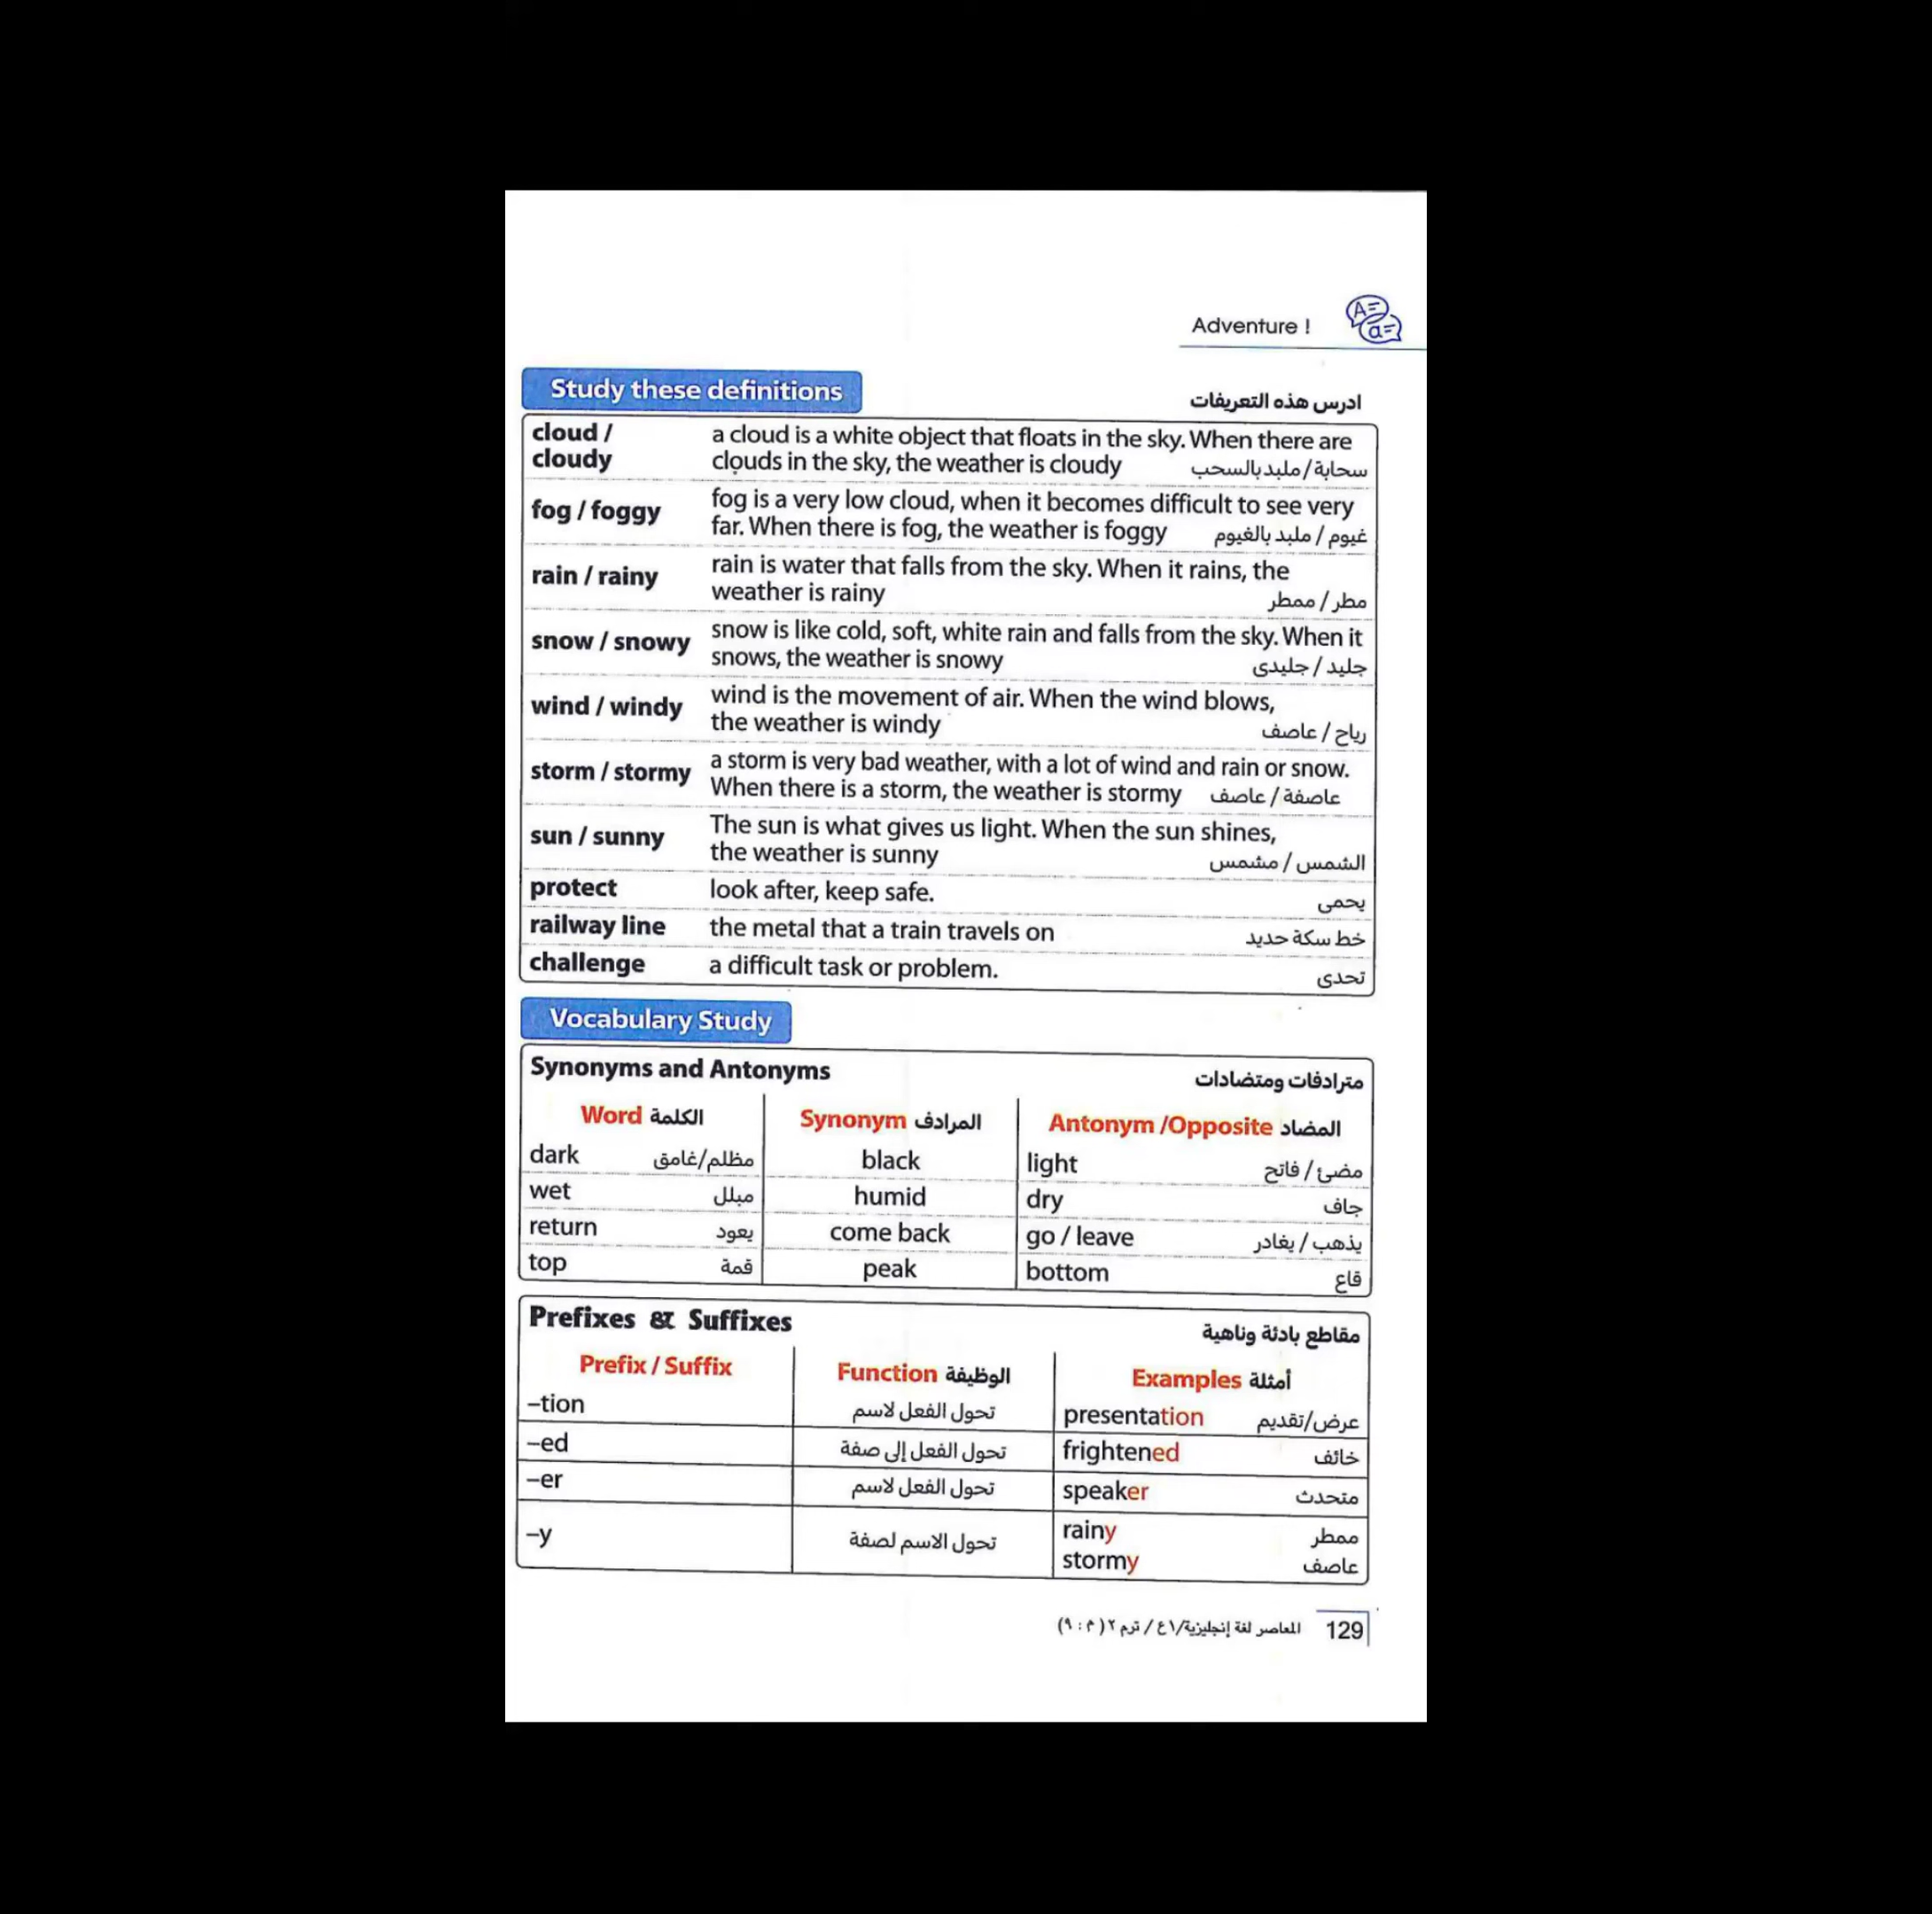 Adventure !
A= a=
Study these definitions ادرس هذه التعريفات
cloud / a cloud is a white object that floats in the sky. When there are
cloudy clouds in the sky, the weather is cloudy سحابة / ملبد بالسحب
fog / foggy fog is a very low cloud, when it becomes difficult to see very
far. When there is fog, the weather is foggy غيوم / ملبد بالغيوم
rain / rainy rain is water that falls from the sky. When it rains, the
weather is rainy مطر / ممطر
snow / snowy snow is like cold, soft, white rain and falls from the sky. When it
snows, the weather is snowy جليد / جليدى
wind / windy wind is the movement of air. When the wind blows,
the weather is windy رياح / عاصف
storm / stormy a storm is very bad weather, with a lot of wind and rain or snow.
When there is a storm, the weather is stormy عاصفة / عاصف
sun / sunny The sun is what gives us light. When the sun shines,
the weather is sunny الشمس / مشمس
protect look after, keep safe. يحمى
railway line the metal that a train travels on خط سكة حديد
challenge a difficult task or problem. تحدى
Vocabulary Study
Synonyms and Antonyms مترادفات ومتضادات
Word الكلمة Synonym المرادف Antonym /Opposite المضاد
dark مظلم/غامق black light مضئ / فاتح
wet مبلل humid dry جاف
return يعود come back go / leave يذهب / يغادر
top قمة peak bottom قاع
Prefixes & Suffixes مقاطع بادئة وناهية
Prefix / Suffix Function الوظيفة Examples أمثلة
–tion تحول الفعل لاسم presentation عرض/تقديم
–ed تحول الفعل إلى صفة frightened خائف
–er تحول الفعل لاسم speaker متحدث
–y تحول الاسم لصفة rainy ممطر
stormy عاصف
المعاصر لغة إنجليزية/١ع / ترم ٢ (م : ٩) 129